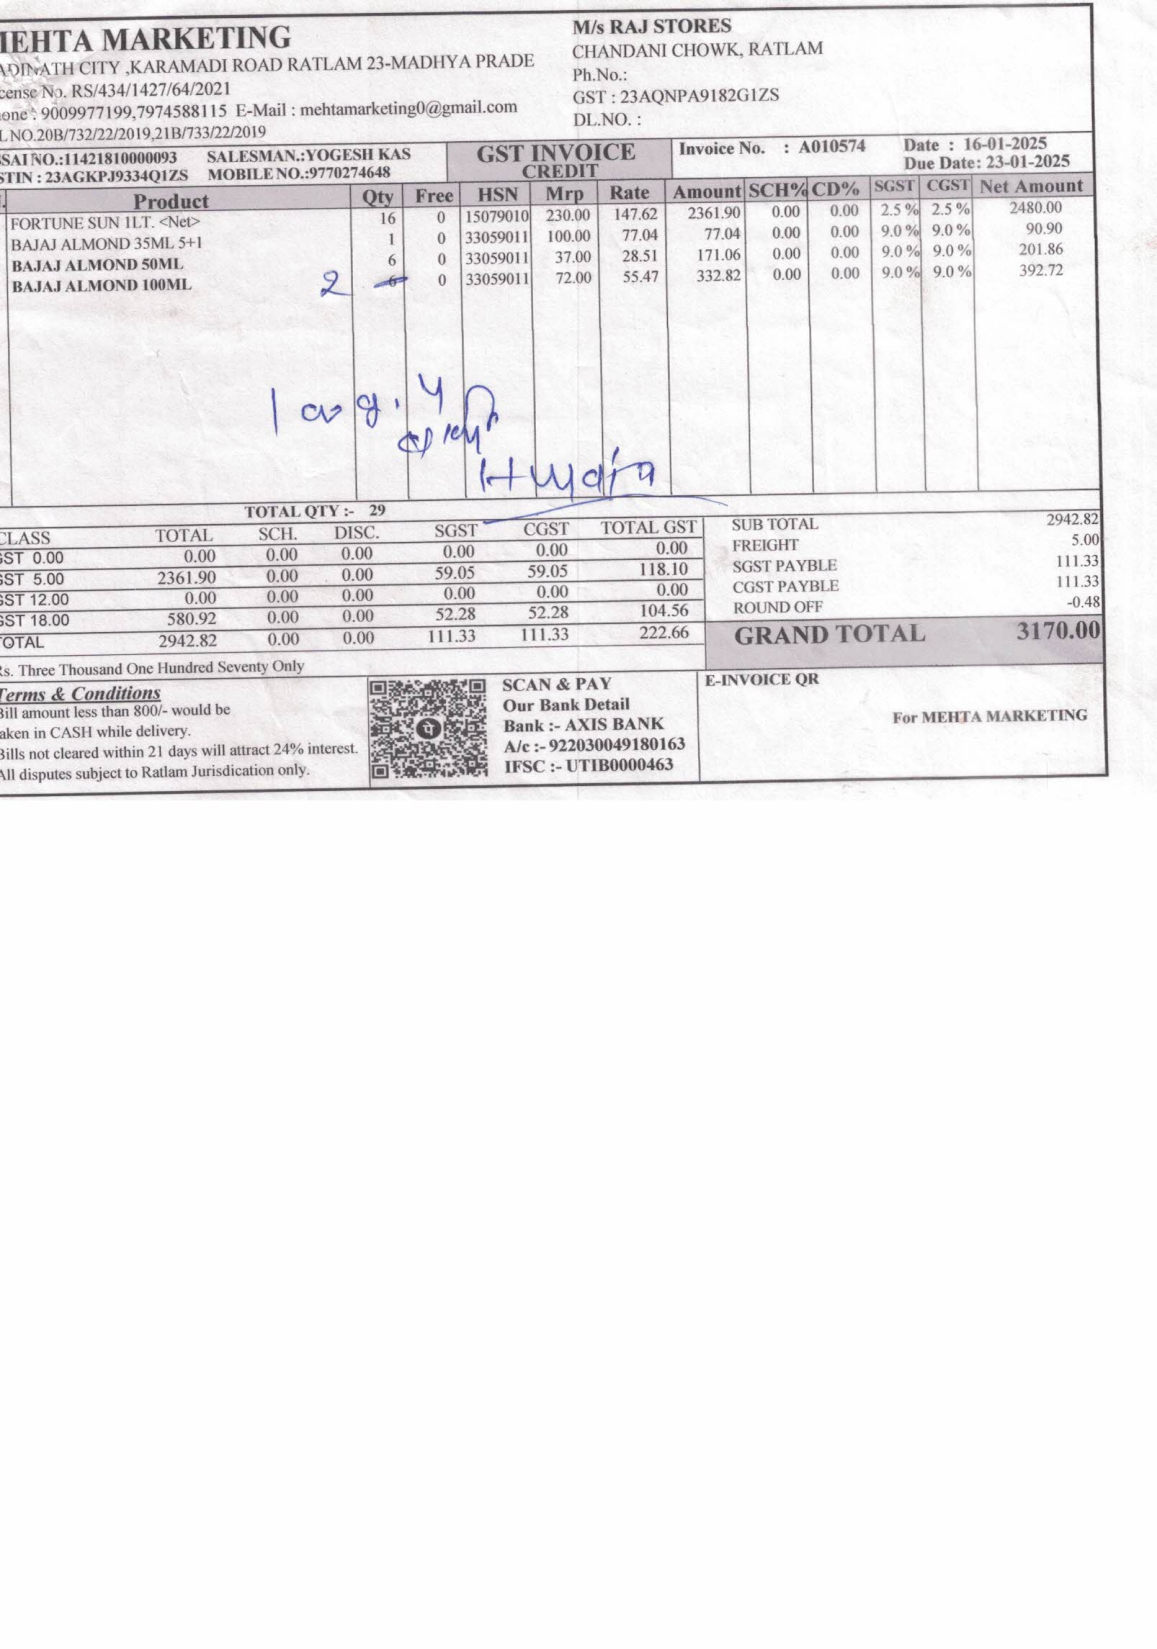 MEHTA MARKETING
ADINATH CITY ,KARAMADI ROAD RATLAM 23-MADHYA PRADE
cense No. RS/434/1427/64/2021
hone : 9009977199,7974588115 E-Mail : mehtamarketing0@gmail.com
L NO.20B/732/22/2019,21B/733/22/2019
M/s RAJ STORES
CHANDANI CHOWK, RATLAM
Ph.No.:
GST : 23AQNPA9182G1ZS
DL.NO. :
SSAI NO.:11421810000093 SALESMAN.:YOGESH KAS
STIN : 23AGKPJ9334Q1ZS MOBILE NO.:9770274648
GST INVOICE
CREDIT
Invoice No. : A010574 Date : 16-01-2025
Due Date: 23-01-2025
Product Qty Free HSN Mrp Rate Amount SCH% CD% SGST CGST Net Amount
FORTUNE SUN 1LT. <Net> 16 0 15079010 230.00 147.62 2361.90 0.00 0.00 2.5 % 2.5 % 2480.00
BAJAJ ALMOND 35ML 5+1 1 0 33059011 100.00 77.04 77.04 0.00 0.00 9.0 % 9.0 % 90.90
BAJAJ ALMOND 50ML 6 0 33059011 37.00 28.51 171.06 0.00 0.00 9.0 % 9.0 % 201.86
BAJAJ ALMOND 100ML 2 6 0 33059011 72.00 55.47 332.82 0.00 0.00 9.0 % 9.0 % 392.72
TOTAL QTY :- 29
CLASS TOTAL SCH. DISC. SGST CGST TOTAL GST
GST 0.00 0.00 0.00 0.00 0.00 0.00 0.00
GST 5.00 2361.90 0.00 0.00 59.05 59.05 118.10
GST 12.00 0.00 0.00 0.00 0.00 0.00 0.00
GST 18.00 580.92 0.00 0.00 52.28 52.28 104.56
TOTAL 2942.82 0.00 0.00 111.33 111.33 222.66
SUB TOTAL 2942.82
FREIGHT 5.00
SGST PAYBLE 111.33
CGST PAYBLE 111.33
ROUND OFF -0.48
GRAND TOTAL 3170.00
Rs. Three Thousand One Hundred Seventy Only
Terms & Conditions
Bill amount less than 800/- would be
taken in CASH while delivery.
Bills not cleared within 21 days will attract 24% interest.
All disputes subject to Ratlam Jurisdication only.
SCAN & PAY
Our Bank Detail
Bank :- AXIS BANK
A/c :- 922030049180163
IFSC :- UTIB0000463
E-INVOICE QR
For MEHTA MARKETING